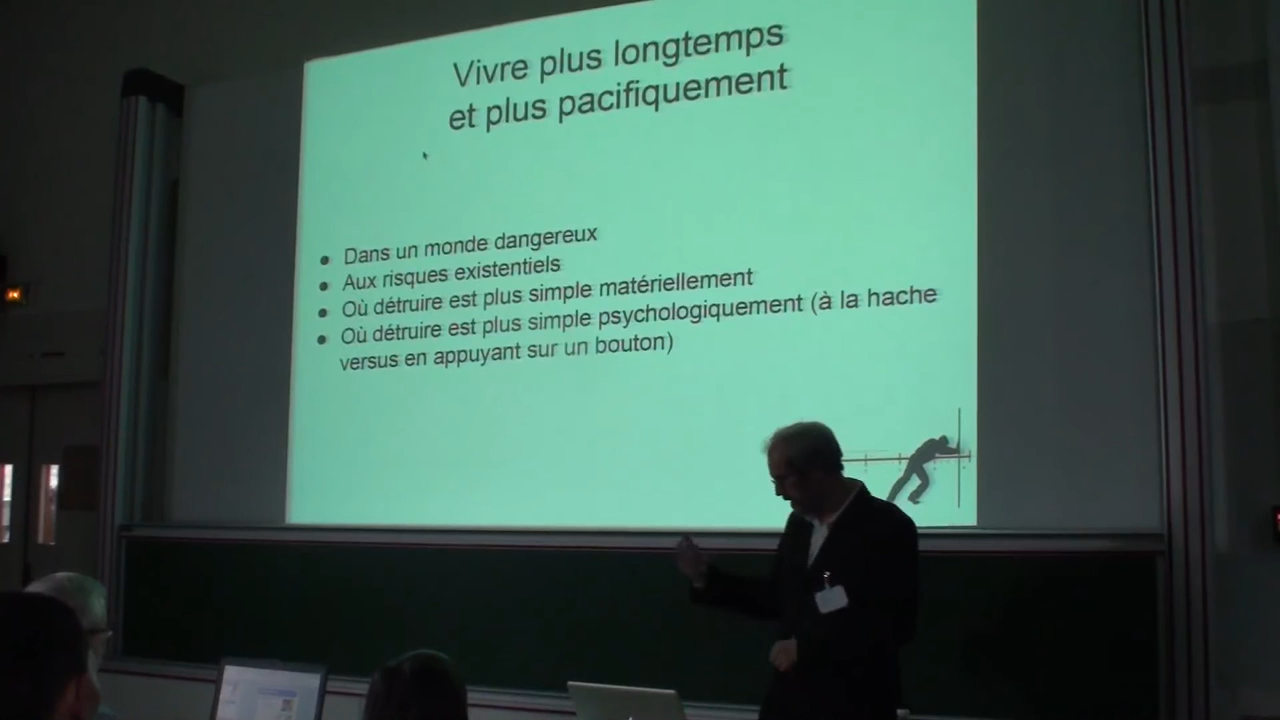 Vivre plus longtemps
et plus pacifiquement
Dans un monde dangereux
Aux risques existentiels
Où détruire est plus simple matériellement
Où détruire est plus simple psychologiquement (à la hache
versus en appuyant sur un bouton)